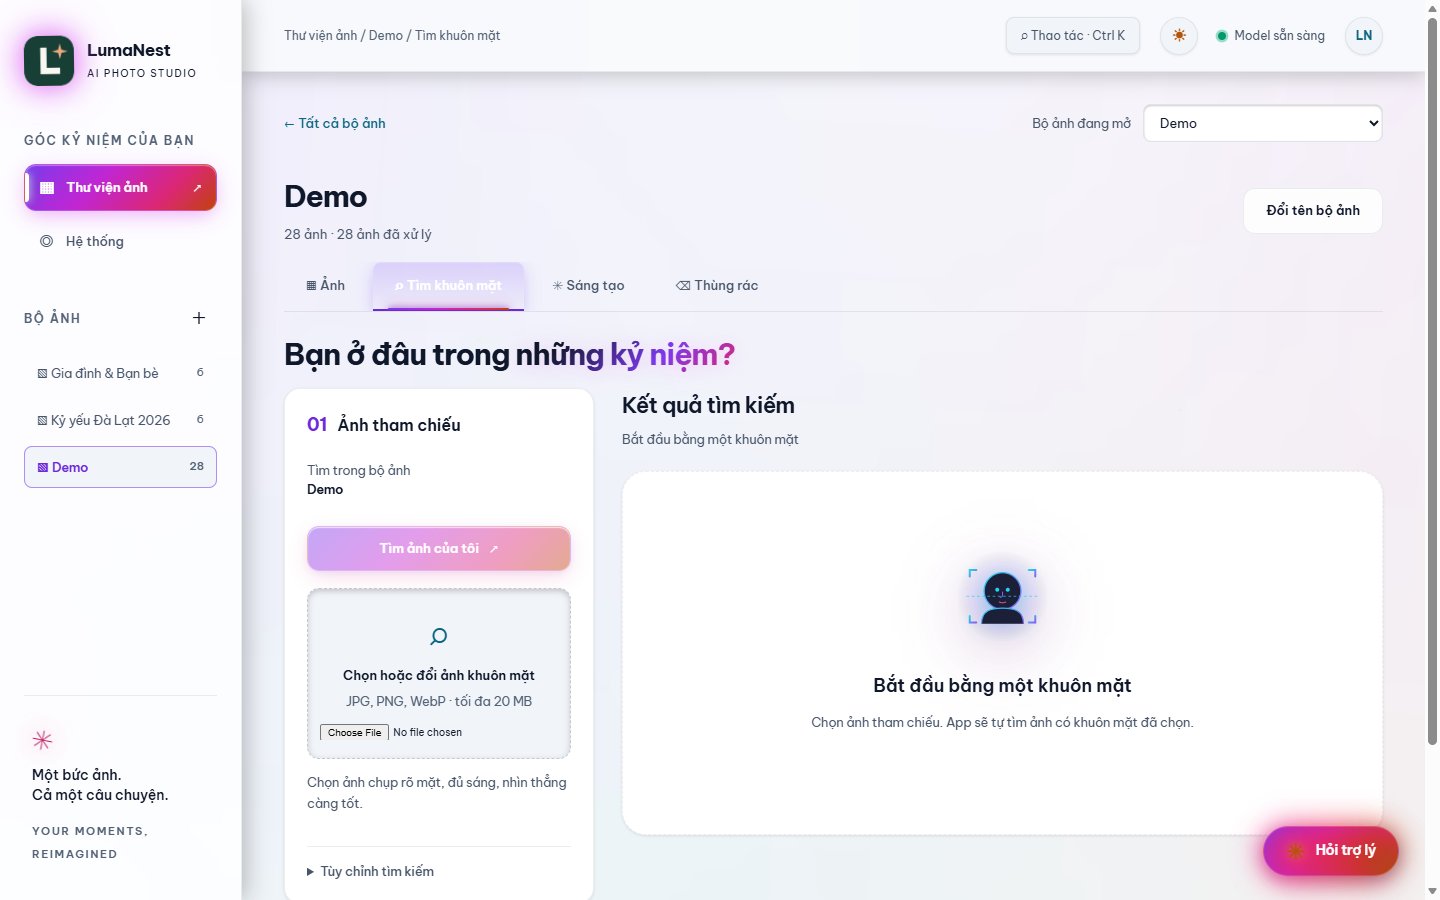 LumaNest
AI PHOTO STUDIO
GÓC KỶ NIỆM CỦA BẠN
Thư viện ảnh
Hệ thống
BỘ ẢNH
Gia đình & Bạn bè 6
Kỷ yếu Đà Lạt 2026 6
Demo 28
Một bức ảnh.
Cả một câu chuyện.
YOUR MOMENTS,
REIMAGINED
Thư viện ảnh / Demo / Tìm khuôn mặt
Thao tác · Ctrl K
Model sẵn sàng
LN
← Tất cả bộ ảnh
Bộ ảnh đang mở
Demo
Demo
28 ảnh · 28 ảnh đã xử lý
Đổi tên bộ ảnh
Ảnh
Tìm khuôn mặt
Sáng tạo
Thùng rác
Bạn ở đâu trong những kỷ niệm?
01 Ảnh tham chiếu
Tìm trong bộ ảnh
Demo
Tìm ảnh của tôi ↗
Chọn hoặc đổi ảnh khuôn mặt
JPG, PNG, WebP · tối đa 20 MB
Choose File No file chosen
Chọn ảnh chụp rõ mặt, đủ sáng, nhìn thẳng
càng tốt.
Tùy chỉnh tìm kiếm
Kết quả tìm kiếm
Bắt đầu bằng một khuôn mặt
Bắt đầu bằng một khuôn mặt
Chọn ảnh tham chiếu. App sẽ tự tìm ảnh có khuôn mặt đã chọn.
Hỏi trợ lý